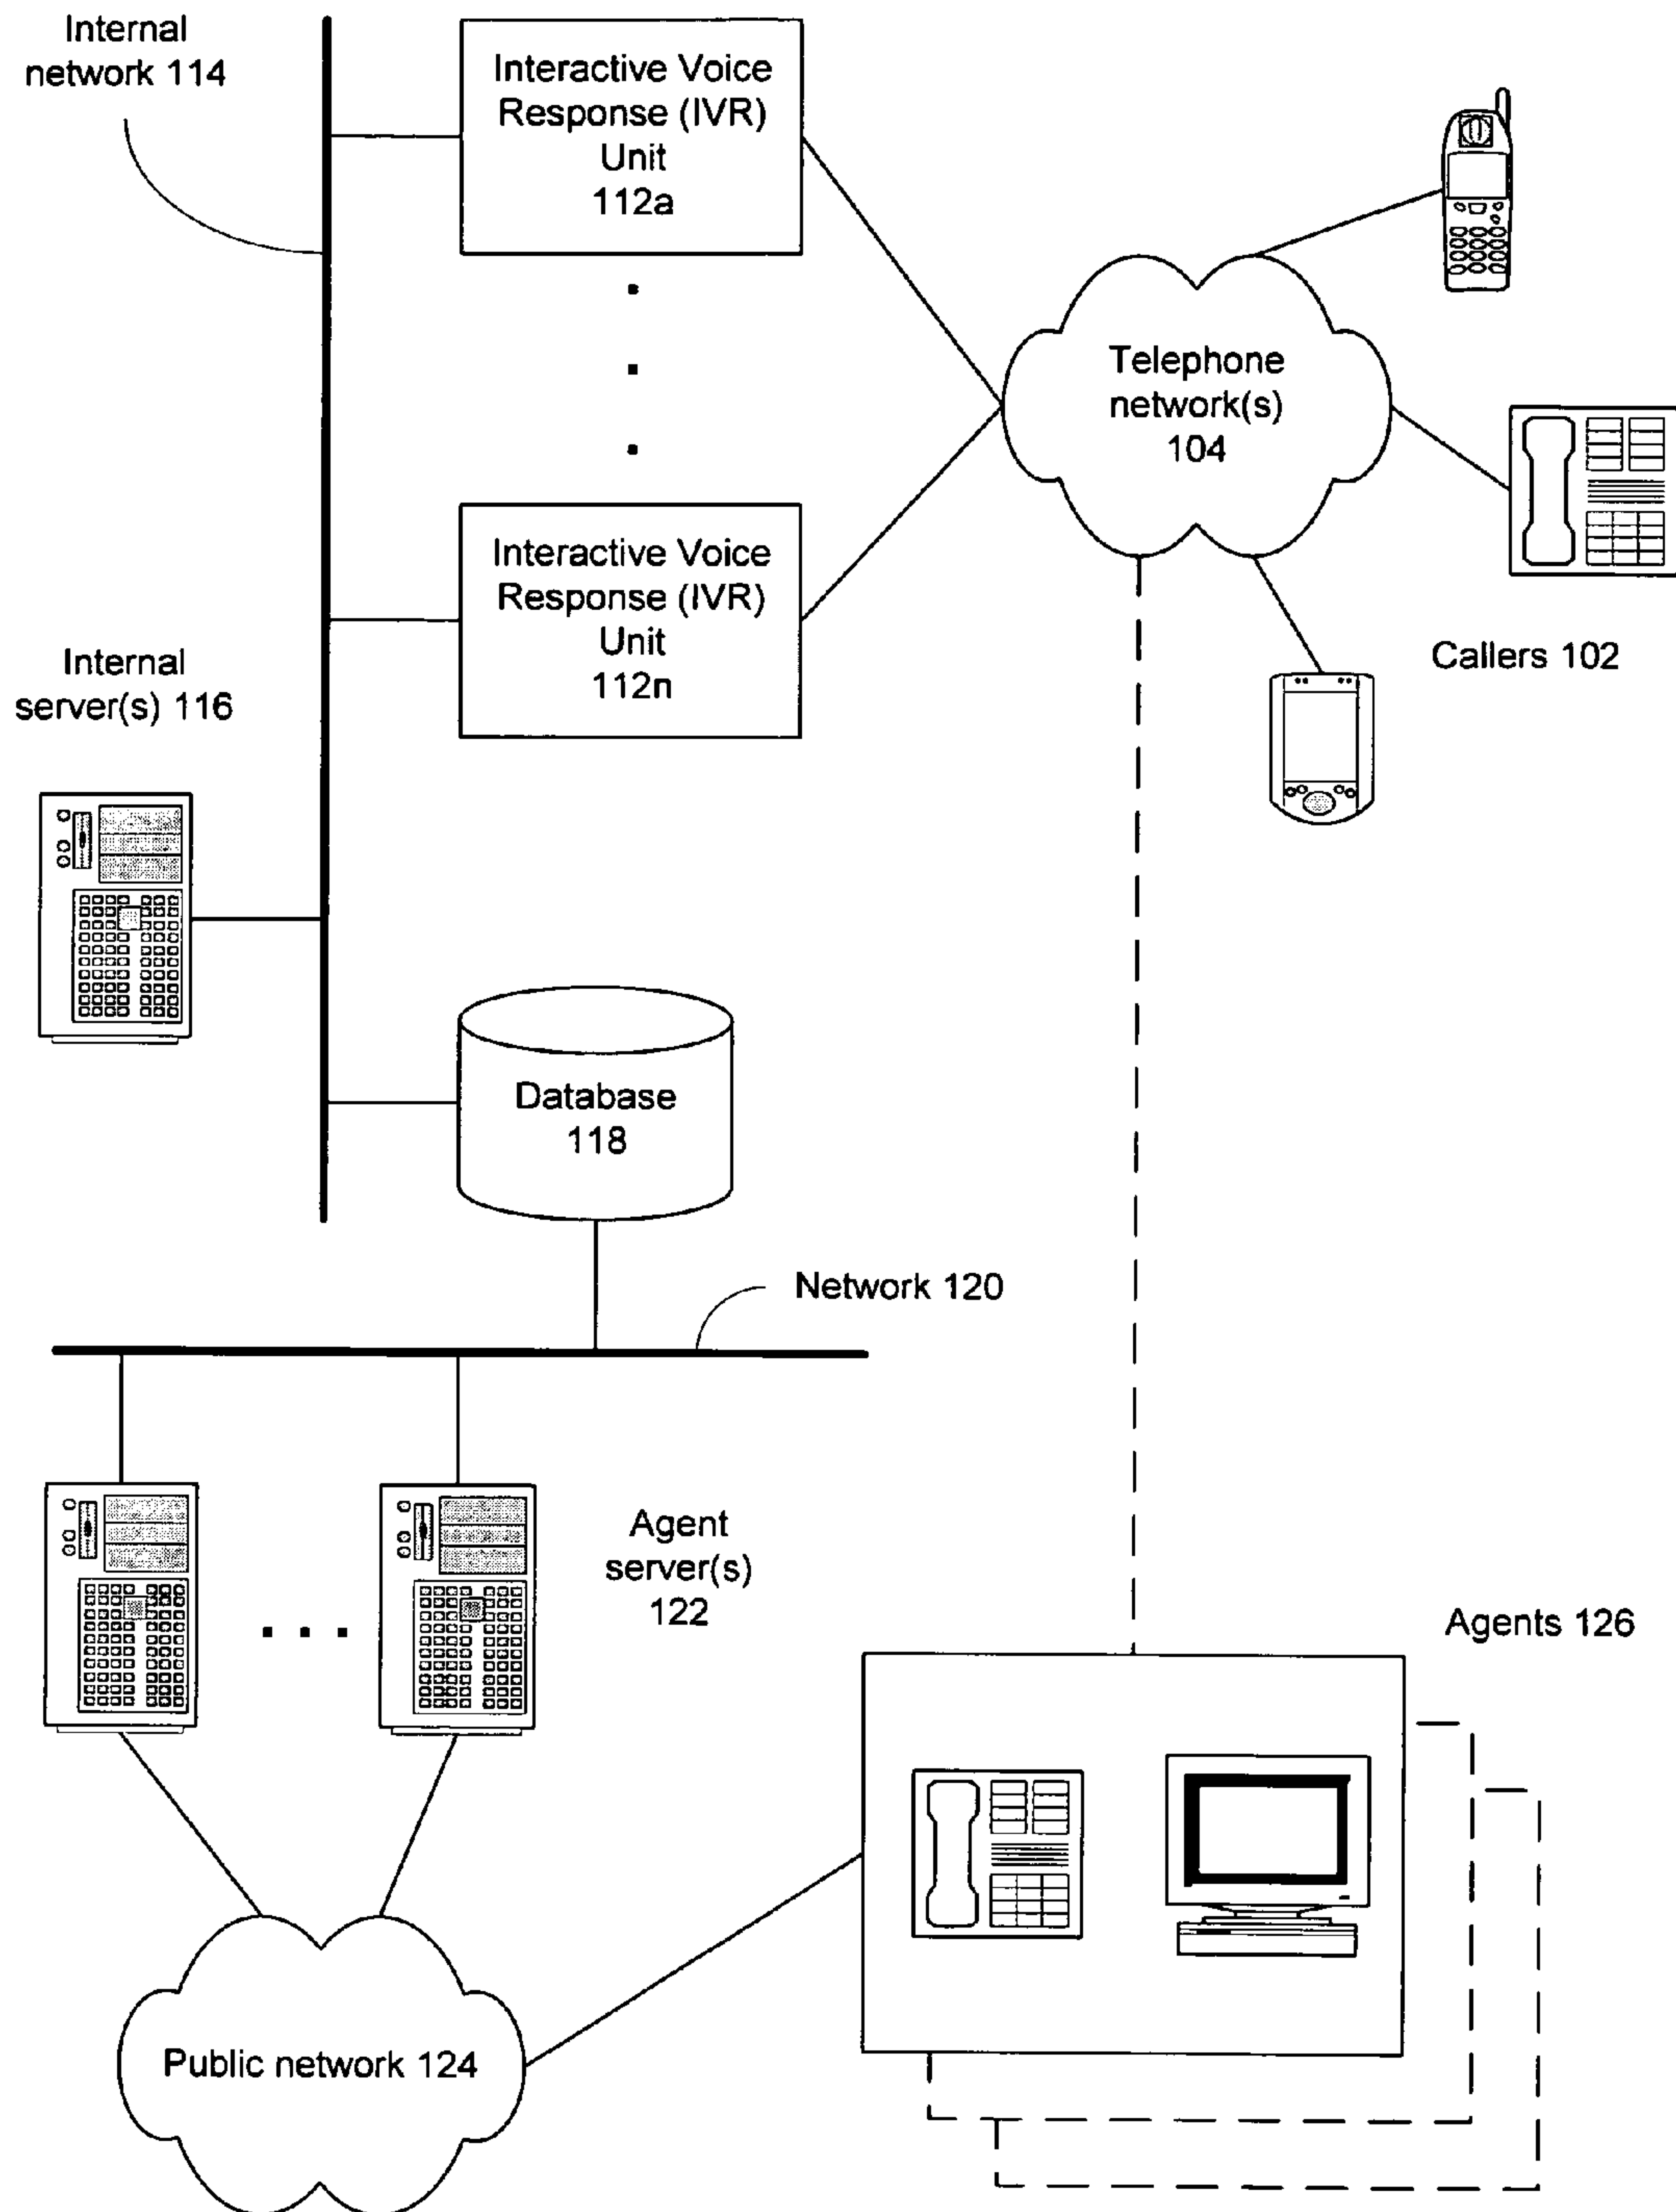 Internal
network 114
Interactive Voice
Response (IVR)
Unit
112a
Telephone
network(s)
104
Interactive Voice
Response (IVR)
Unit
112n
Callers 102
Internal
server(s) 116
Database
118
Network 120
Agent
server(s)
122
Agents 126
Public network 124